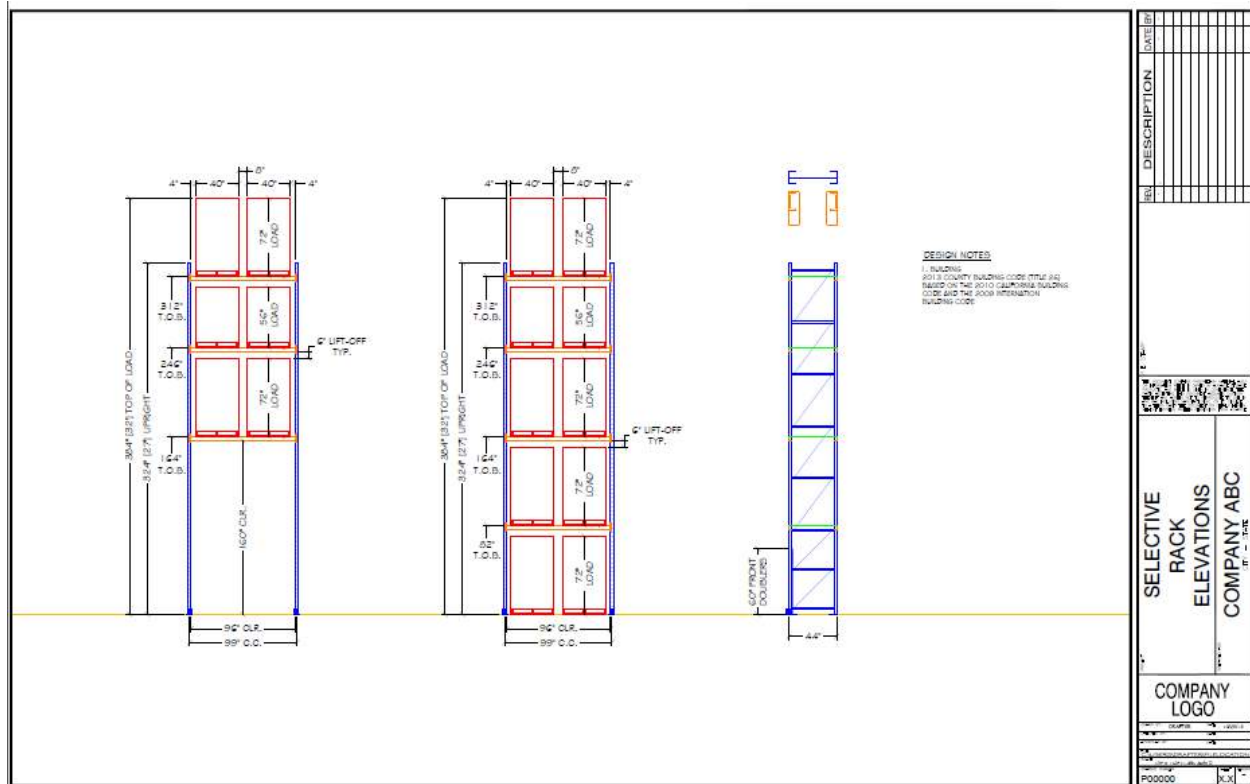 8"
4" 40" 40" 4"
72" LOAD
312" T.O.B.
56" LOAD
6" LIFT-OFF
TYP.
246" T.O.B.
72" LOAD
164" T.O.B.
384" [32'] TOP OF LOAD
324" [27'] UPRIGHT
160" CLR.
96" CLR.
99" C.C.
8"
4" 40" 40" 4"
72" LOAD
312" T.O.B.
56" LOAD
246" T.O.B.
72" LOAD
6" LIFT-OFF
TYP.
164" T.O.B.
72" LOAD
82" T.O.B.
72" LOAD
384" [32'] TOP OF LOAD
324" [27'] UPRIGHT
96" CLR.
99" C.C.
60" FRONT
DOUBLERS
44"
DESIGN NOTES
1. BUILDING
2013 COUNTY BUILDING CODE (TITLE 26)
BASED ON THE 2010 CALIFORNIA BUILDING
CODE AND THE 2009 INTERNATION
BUILDING CODE
REV. DESCRIPTION DATE BY
SELECTIVE
RACK
ELEVATIONS
COMPANY ABC
COMPANY
LOGO
P00000
X.X